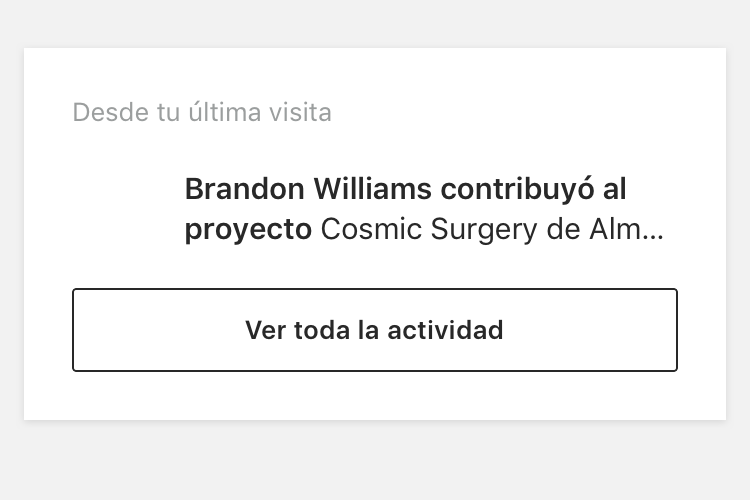 Desde tu última visita
Brandon Williams contribuyó al
proyecto Cosmic Surgery de Alm...
Ver toda la actividad